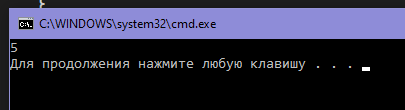 }
C:\WINDOWS\system32\cmd.exe
5
Для продолжения нажмите любую клавишу . . .